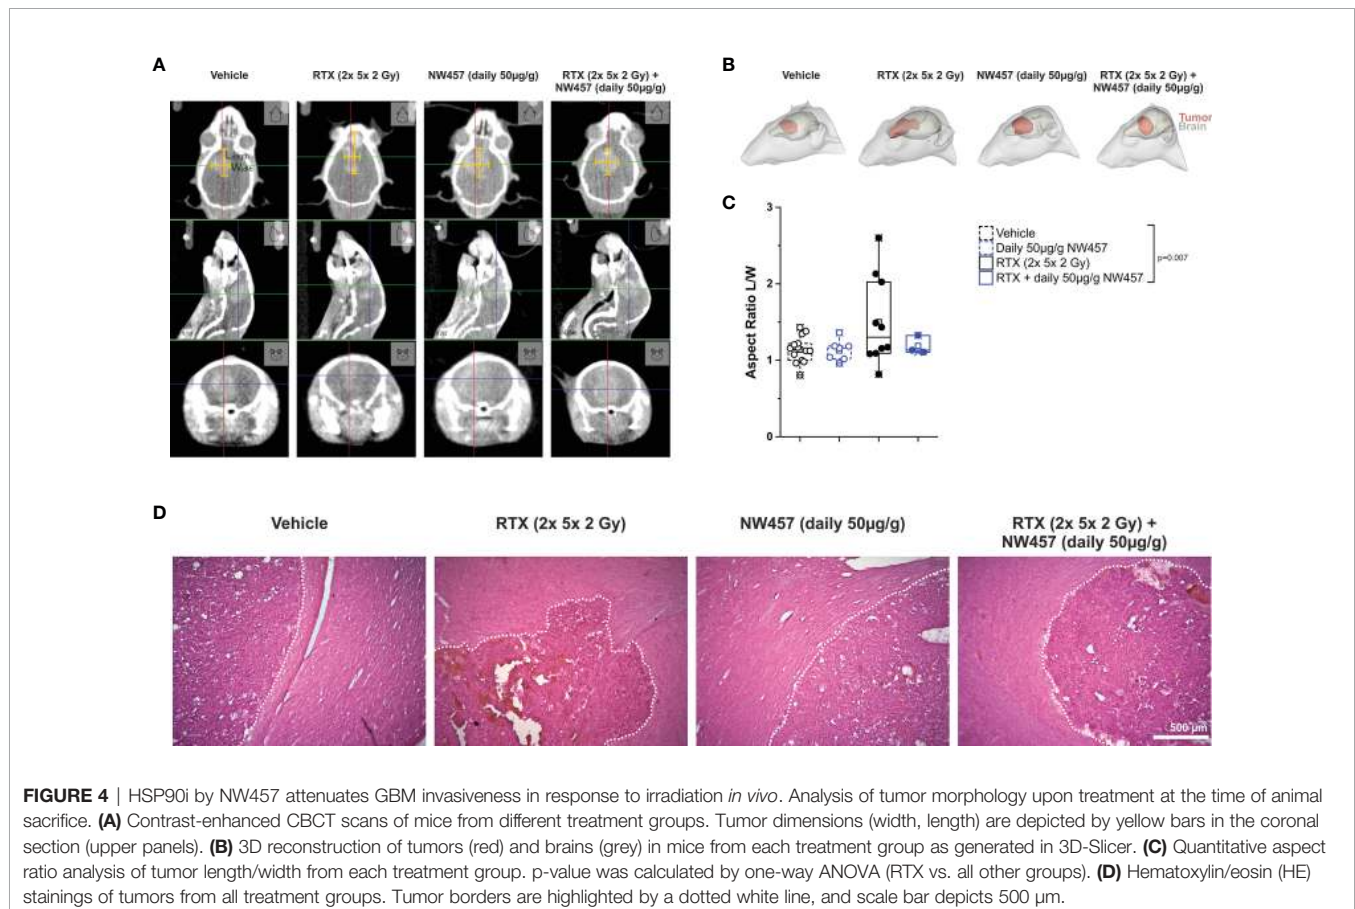 A
Vehicle
RTX (2x 5x 2 Gy)
NW457 (daily 50µg/g)
RTX (2x 5x 2 Gy) +
NW457 (daily 50µg/g)
B
Vehicle
RTX (2x 5x 2 Gy)
NW457 (daily 50µg/g)
RTX (2x 5x 2 Gy) +
NW457 (daily 50µg/g)
Tumor
Brain
C
Aspect Ratio L/W
3
2
1
0
Vehicle
Daily 50µg/g NW457
RTX (2x 5x 2 Gy)
RTX + daily 50µg/g NW457
p=0.007
D
Vehicle
RTX (2x 5x 2 Gy)
NW457 (daily 50µg/g)
RTX (2x 5x 2 Gy) +
NW457 (daily 50µg/g)
500 µm
FIGURE 4 | HSP90i by NW457 attenuates GBM invasiveness in response to irradiation in vivo. Analysis of tumor morphology upon treatment at the time of animal
sacrifice. (A) Contrast-enhanced CBCT scans of mice from different treatment groups. Tumor dimensions (width, length) are depicted by yellow bars in the coronal
section (upper panels). (B) 3D reconstruction of tumors (red) and brains (grey) in mice from each treatment group as generated in 3D-Slicer. (C) Quantitative aspect
ratio analysis of tumor length/width from each treatment group. p-value was calculated by one-way ANOVA (RTX vs. all other groups). (D) Hematoxylin/eosin (HE)
stainings of tumors from all treatment groups. Tumor borders are highlighted by a dotted white line, and scale bar depicts 500 µm.